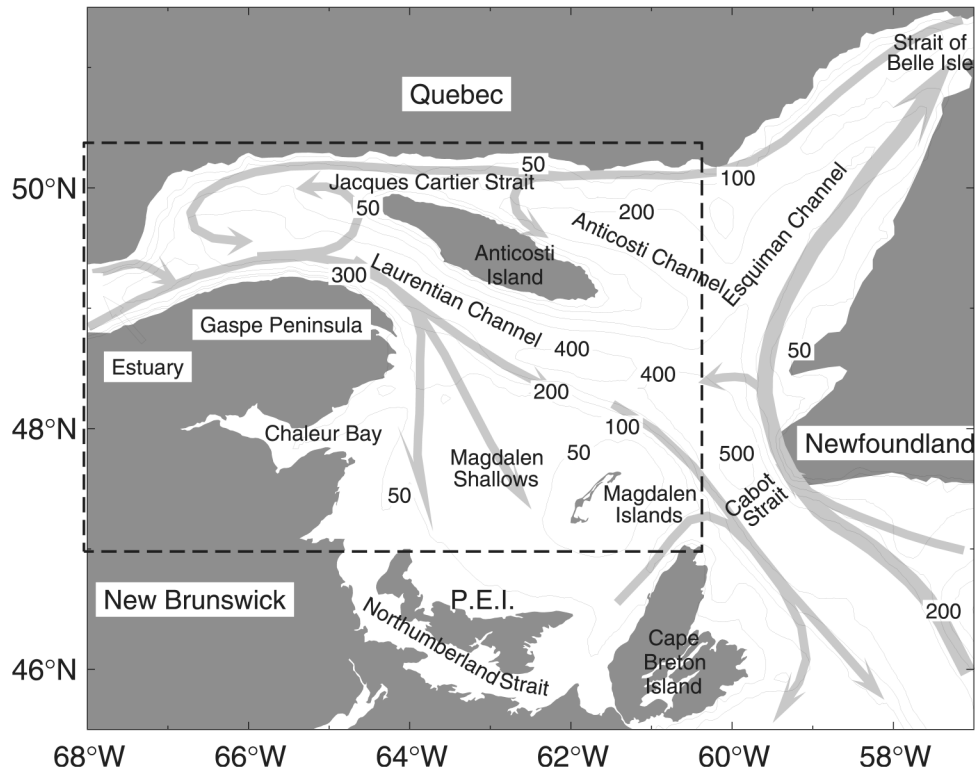 Strait of
Belle Isle
Quebec
50
100
50°N
Jacques Cartier Strait
50
200
Anticosti Channel
Esquiman Channel
Anticosti
Island
300
Laurentian Channel
Gaspe Peninsula
400
50
Estuary
400
200
48°N
100
Chaleur Bay
Newfoundland
50
500
Magdalen
Shallows
50
Magdalen
Islands
Cabot
Strait
New Brunswick
P.E.I.
200
Northumberland Strait
Cape
Breton
Island
46°N
68°W
66°W
64°W
62°W
60°W
58°W